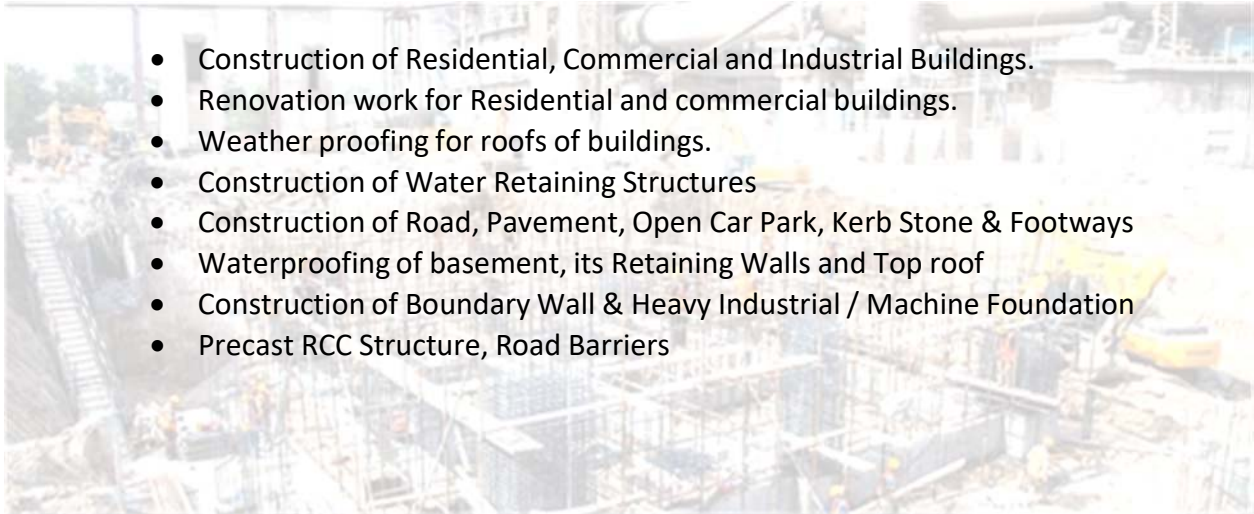 • Construction of Residential, Commercial and Industrial Buildings.
• Renovation work for Residential and commercial buildings.
• Weather proofing for roofs of buildings.
• Construction of Water Retaining Structures
• Construction of Road, Pavement, Open Car Park, Kerb Stone & Footways
• Waterproofing of basement, its Retaining Walls and Top roof
• Construction of Boundary Wall & Heavy Industrial / Machine Foundation
• Precast RCC Structure, Road Barriers